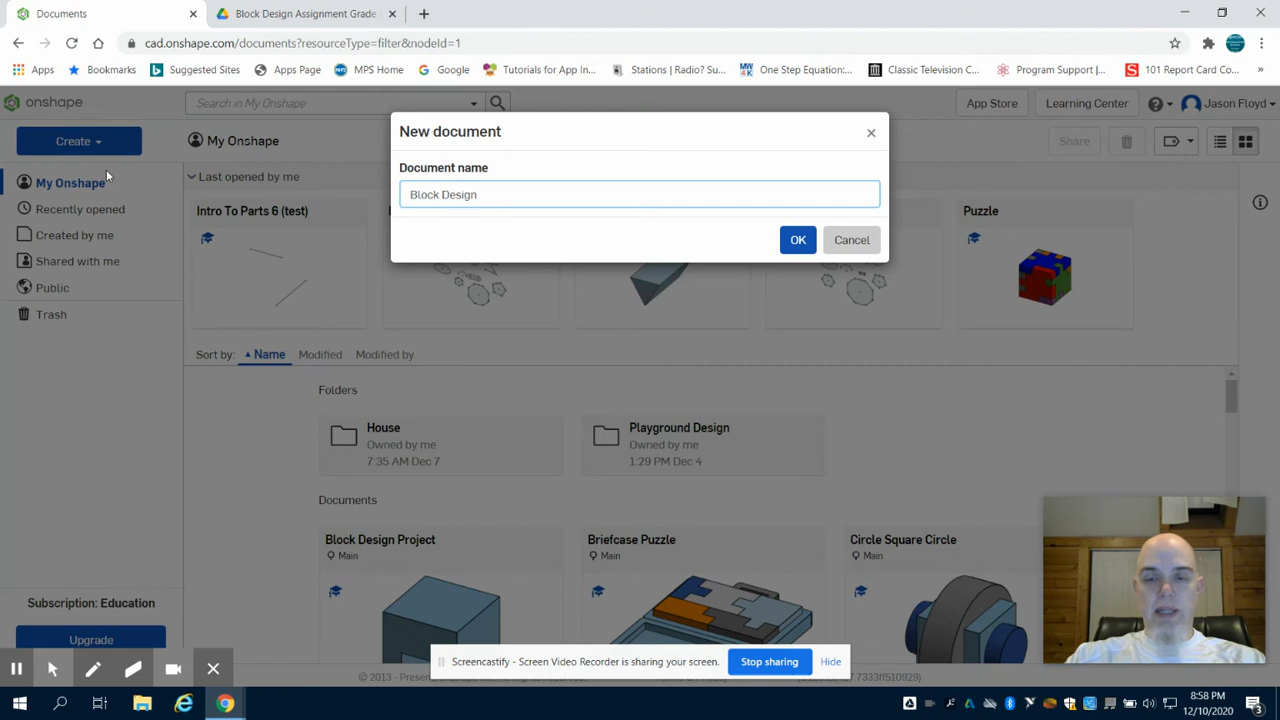 Documents
Block Design Assignment Grade
cad.onshape.com/documents?resourceType=filter&nodeId=1
Apps
Bookmarks
Suggested Sites
Apps Page
MPS Home
Google
Tutorials for App In...
Stations | Radio? Su...
One Step Equation:...
Classic Television C...
Program Support |...
101 Report Card Co...
onshape
Search in My Onshape
App Store
Learning Center
Jason Floyd
Create
My Onshape
Share
New document
Document name
Block Design
OK
Cancel
My Onshape
Recently opened
Created by me
Shared with me
Public
Trash
Last opened by me
Intro To Parts 6 (test)
Puzzle
Sort by:
Name
Modified
Modified by
Folders
House
Owned by me
7:35 AM Dec 7
Playground Design
Owned by me
1:29 PM Dec 4
Documents
Block Design Project
Main
Briefcase Puzzle
Main
Circle Square Circle
Main
Subscription: Education
Upgrade
Screencastify - Screen Video Recorder is sharing your screen.
Stop sharing
Hide
8:58 PM
12/10/2020
3